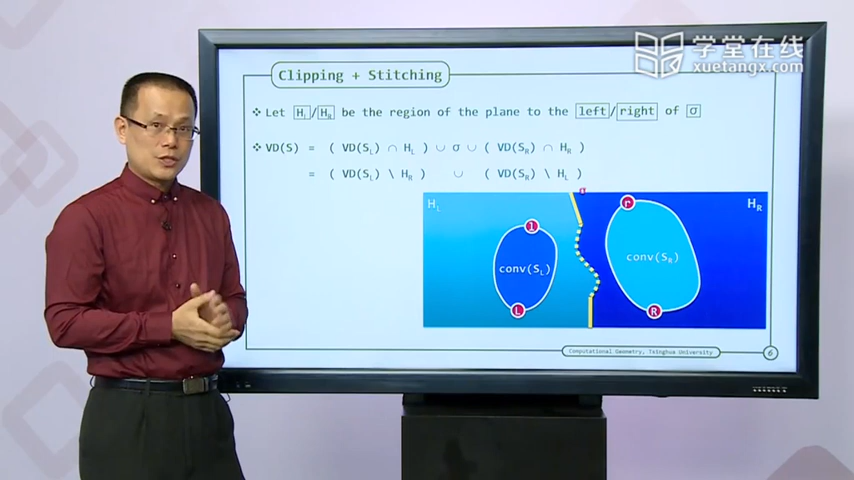 学堂在线
xuetangx.com
Clipping + Stitching
❖ Let H_L/H_R be the region of the plane to the left/right of σ
❖ VD(S) = ( VD(S_L) ∩ H_L ) ∪ σ ∪ ( VD(S_R) ∩ H_R )
= ( VD(S_L) \ H_R ) ∪ ( VD(S_R) \ H_L )
σ
H_L
r
H_R
l
conv(S_R)
conv(S_L)
L
R
Computational Geometry, Tsinghua University
6